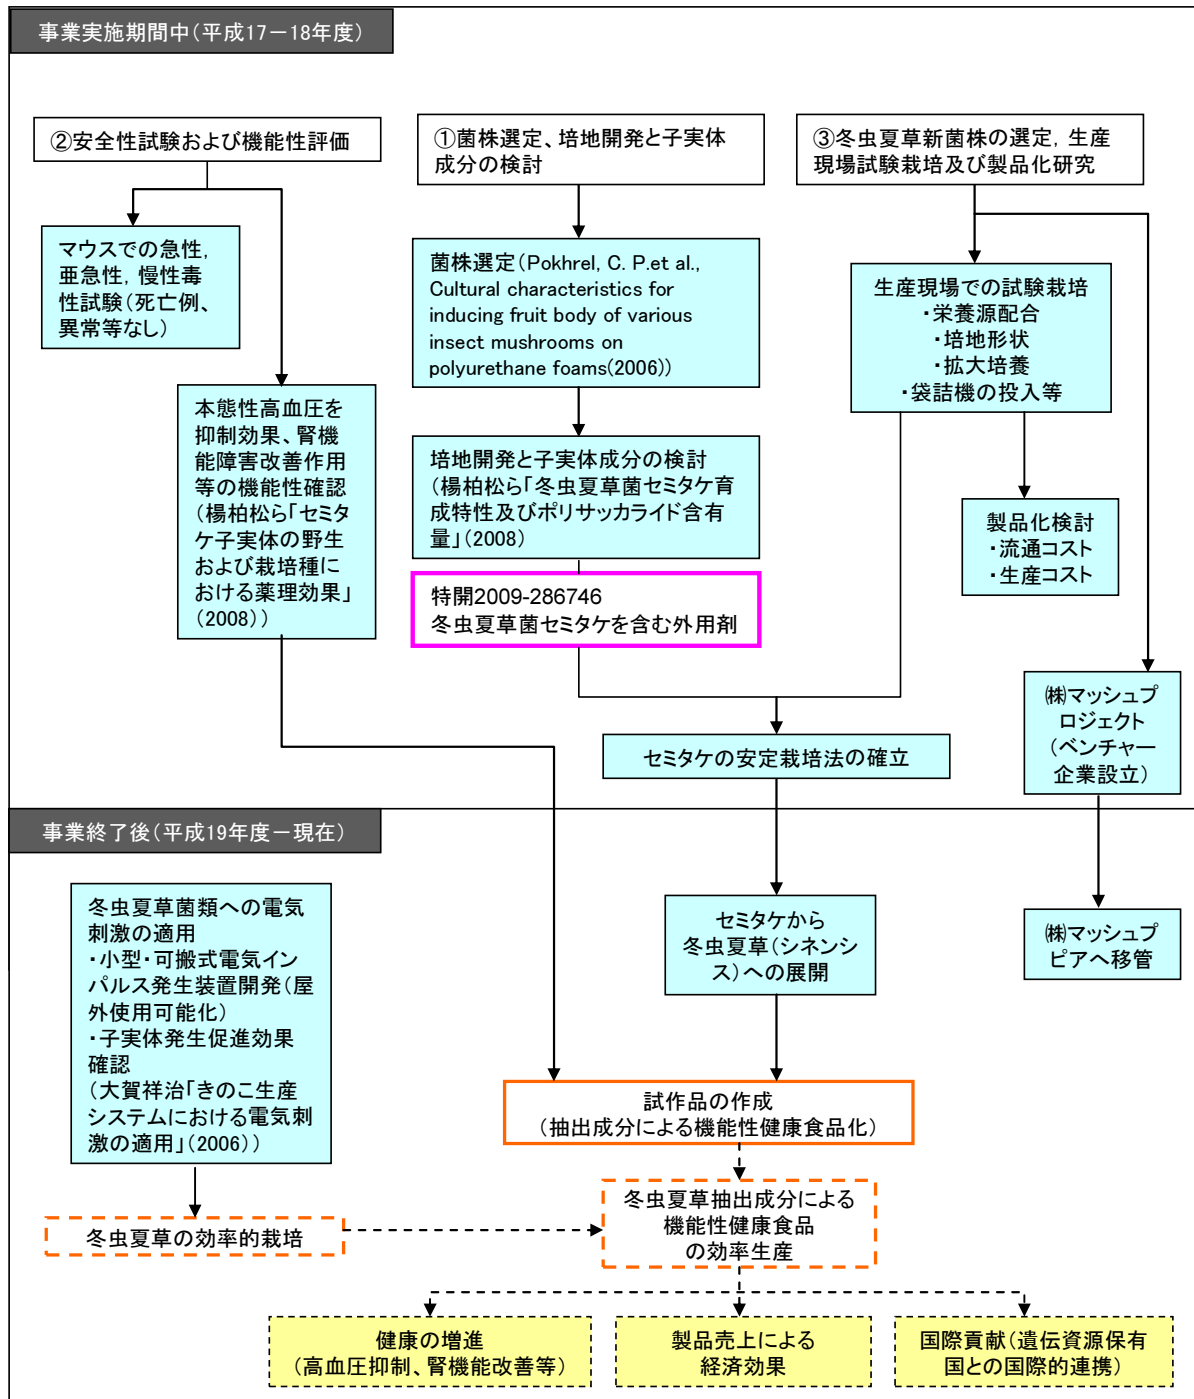 事業実施期間中(平成17－18年度)
②安全性試験および機能性評価
①菌株選定、培地開発と子実体
成分の検討
③冬虫夏草新菌株の選定, 生産
現場試験栽培及び製品化研究
マウスでの急性,
亜急性, 慢性毒
性試験(死亡例、
異常等なし)
菌株選定(Pokhrel, C. P.et al.,
Cultural characteristics for
inducing fruit body of various
insect mushrooms on
polyurethane foams(2006))
生産現場での試験栽培
・栄養源配合
・培地形状
・拡大培養
・袋詰機の投入等
本態性高血圧を
抑制効果、腎機
能障害改善作用
等の機能性確認
(楊柏松ら「セミタ
ケ子実体の野生
および栽培種に
おける薬理効果」
(2008))
培地開発と子実体成分の検討
(楊柏松ら「冬虫夏草菌セミタケ育
成特性及びポリサッカライド含有
量」(2008)
製品化検討
・流通コスト
・生産コスト
特開2009-286746
冬虫夏草菌セミタケを含む外用剤
㈱マッシュプ
ロジェクト
(ベンチャー
企業設立)
セミタケの安定栽培法の確立
事業終了後(平成19年度－現在)
冬虫夏草菌類への電気
刺激の適用
・小型・可搬式電気イン
パルス発生装置開発(屋
外使用可能化)
・子実体発生促進効果
確認
(大賀祥治「きのこ生産
システムにおける電気刺
激の適用」(2006))
セミタケから
冬虫夏草(シネンシ
ス)への展開
㈱マッシュプ
ピアへ移管
試作品の作成
(抽出成分による機能性健康食品化)
冬虫夏草の効率的栽培
冬虫夏草抽出成分による
機能性健康食品
の効率生産
健康の増進
(高血圧抑制、腎機能改善等)
製品売上による
経済効果
国際貢献(遺伝資源保有
国との国際的連携)